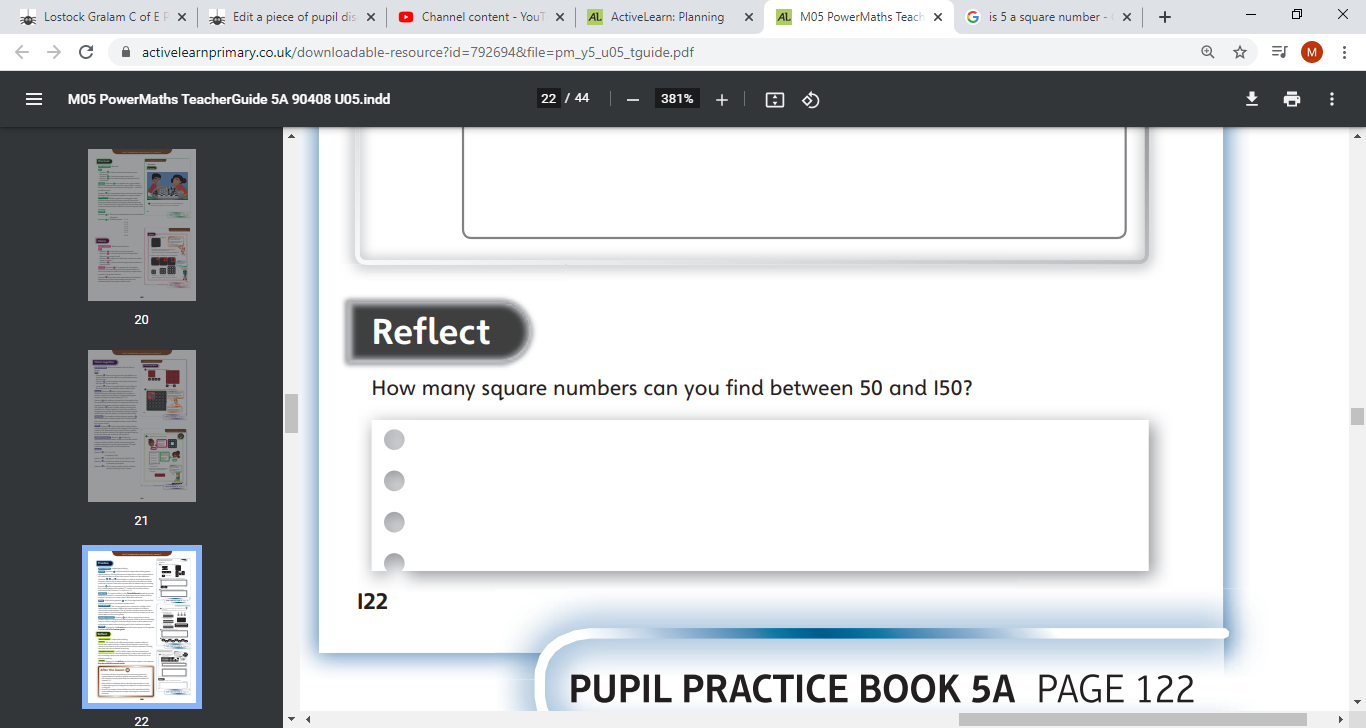 Lostock Gralam C of E P
Edit a piece of pupil dis
Channel content - YouT
ActiveLearn: Planning
M05 PowerMaths Teach
is 5 a square number -
activelearnprimary.co.uk/downloadable-resource?id=792694&file=pm_y5_u05_tguide.pdf
M
M05 PowerMaths TeacherGuide 5A 90408 U05.indd
22 / 44
381%
20
21
22
Reflect
How many square numbers can you find between 50 and 150?
122
PUPIL PRACTICE BOOK 5A PAGE 122